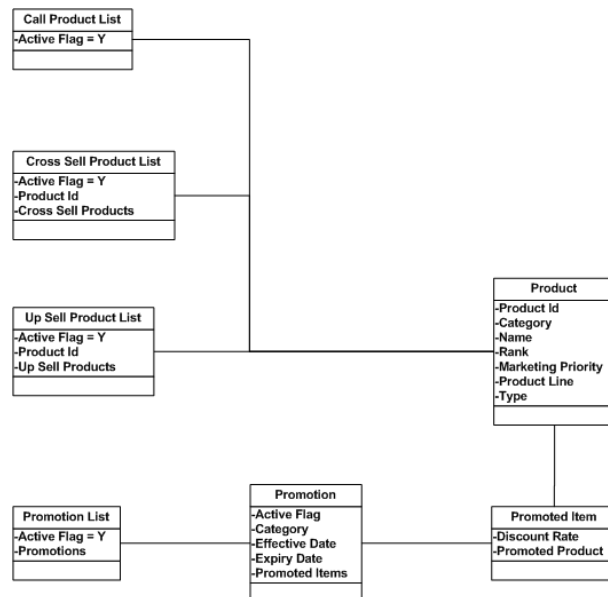 Call Product List
-Active Flag = Y
Cross Sell Product List
-Active Flag = Y
-Product Id
-Cross Sell Products
Up Sell Product List
-Active Flag = Y
-Product Id
-Up Sell Products
Product
-Product Id
-Category
-Name
-Rank
-Marketing Priority
-Product Line
-Type
Promotion List
-Active Flag = Y
-Promotions
Promotion
-Active Flag
-Category
-Effective Date
-Expiry Date
-Promoted Items
Promoted Item
-Discount Rate
-Promoted Product